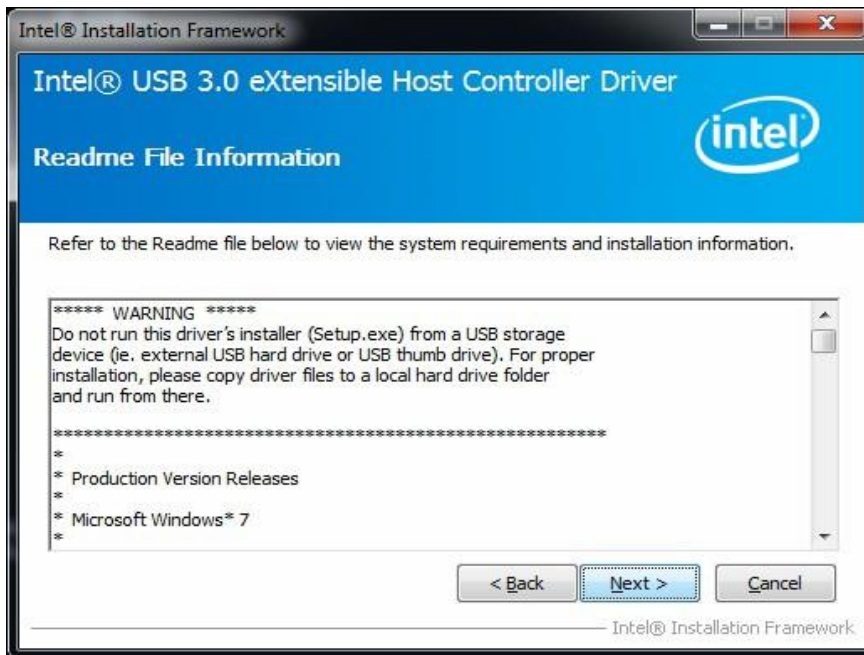 Intel® Installation Framework
Intel® USB 3.0 eXtensible Host Controller Driver
intel
Readme File Information
Refer to the Readme file below to view the system requirements and installation information.
***** WARNING *****
Do not run this driver's installer (Setup.exe) from a USB storage
device (ie. external USB hard drive or USB thumb drive). For proper
installation, please copy driver files to a local hard drive folder
and run from there.
*******************************************************
*
* Production Version Releases
*
* Microsoft Windows* 7
*
< Back
Next >
Cancel
Intel® Installation Framework